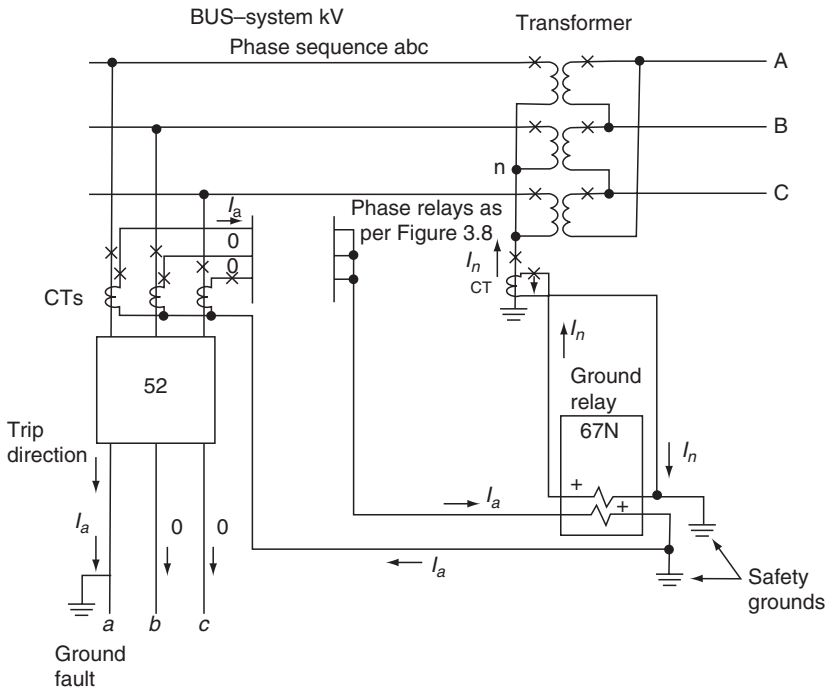 BUS–system kV
Transformer
Phase sequence abc
A
B
n
C
Phase relays as
per Figure 3.8
Ia
0
0
In
CT
CTs
In
Ground
relay
67N
52
Trip
direction
In
+
+
Ia
Ia
0
0
Ia
Safety
grounds
a
b
c
Ground
fault